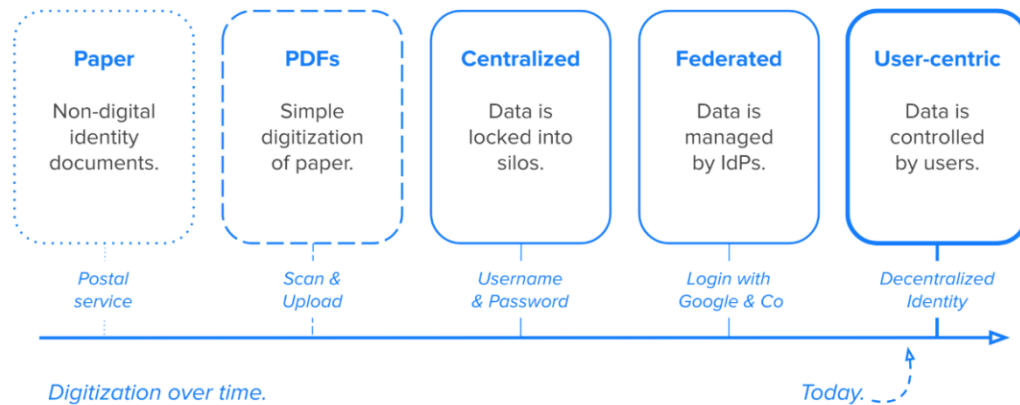 Paper
Non-digital
identity
documents.
PDFs
Simple
digitization
of paper.
Centralized
Data is
locked into
silos.
Federated
Data is
managed
by IdPs.
User-centric
Data is
controlled
by users.
Postal
service
Scan &
Upload
Username
& Password
Login with
Google & Co
Decentralized
Identity
Digitization over time.
Today.